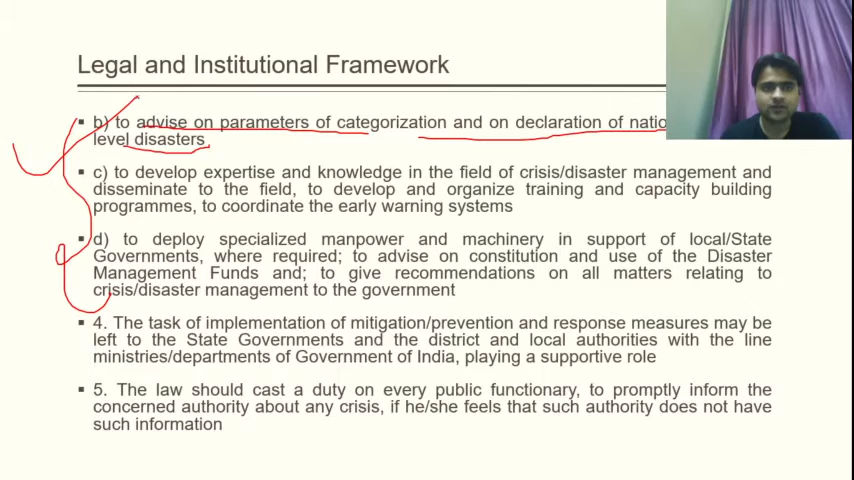 Legal and Institutional Framework
▪ b) to advise on parameters of categorization and on declaration of
level disasters
▪ c) to develop expertise and knowledge in the field of crisis/disaster management and
disseminate to the field, to develop and organize training and capacity building
programmes, to coordinate the early warning systems
▪ d) to deploy specialized manpower and machinery in support of local/State
Governments, where required; to advise on constitution and use of the Disaster
Management Funds and; to give recommendations on all matters relating to
crisis/disaster management to the government
▪ 4. The task of implementation of mitigation/prevention and response measures may be
left to the State Governments and the district and local authorities with the line
ministries/departments of Government of India, playing a supportive role
▪ 5. The law should cast a duty on every public functionary, to promptly inform the
concerned authority about any crisis, if he/she feels that such authority does not have
such information